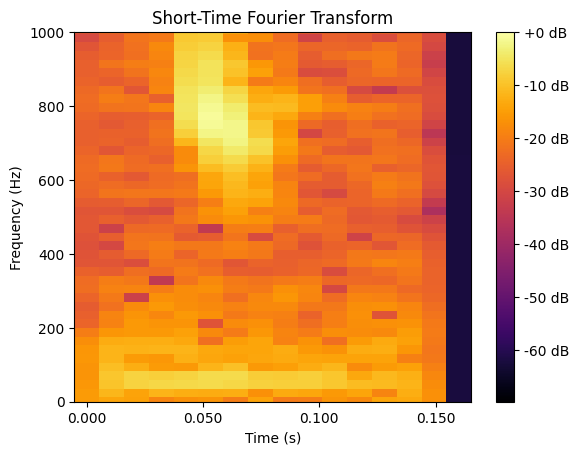 Short-Time Fourier Transform
Frequency (Hz)
1000
800
600
400
200
0
0.000
0.050
0.100
0.150
Time (s)
+0 dB
-10 dB
-20 dB
-30 dB
-40 dB
-50 dB
-60 dB